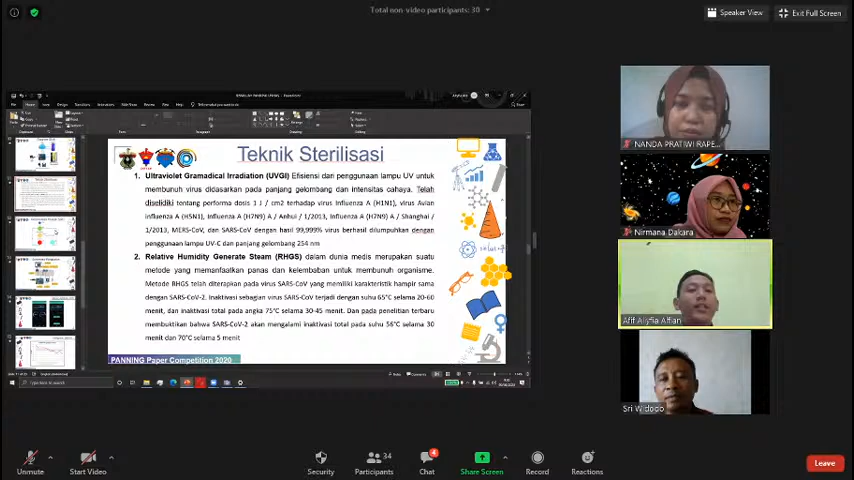 Total non-video participants: 30
Speaker View
Exit Full Screen
Teknik Sterilisasi
1. Ultraviolet Gramadical Irradiation (UVGI) Efisiensi dari penggunaan lampu UV untuk
membunuh virus didasarkan pada panjang gelombang dan intensitas cahaya. Telah
diselidiki tentang performa dosis 1 J / cm2 terhadap virus Influenza A (H1N1), virus Avian
influenza A (H5N1), Influenza A (H7N9) A / Anhui / 1/2013, Influenza A (H7N9) A / Shanghai /
1/2013, MERS-CoV, dan SARS-CoV dengan hasil 99,999% virus berhasil dilumpuhkan dengan
penggunaan lampu UV-C dan panjang gelombang 254 nm
2. Relative Humidity Generate Steam (RHGS) dalam dunia medis merupakan suatu
metode yang memanfaatkan panas dan kelembaban untuk membunuh organisme.
Metode RHGS telah diterapkan pada virus SARS-CoV yang memiliki karakteristik hampir sama
dengan SARS-CoV-2. Inaktivasi sebagian virus SARS-CoV terjadi dengan suhu 65°C selama 20-60
menit, dan inaktivasi total pada angka 75°C selama 30-45 menit. Dan pada penelitian terbaru
membuktikan bahwa SARS-CoV-2 akan mengalami inaktivasi total pada suhu 56°C selama 30
menit dan 70°C selama 5 menit
PANNING Paper Competition 2020
NANDA PRATIWI RAPE...
Nirmana Dakara
Afif Aliyfia Alfian
Sri Widodo
Unmute
Start Video
Security
34
Participants
Chat
Share Screen
Record
Reactions
Leave